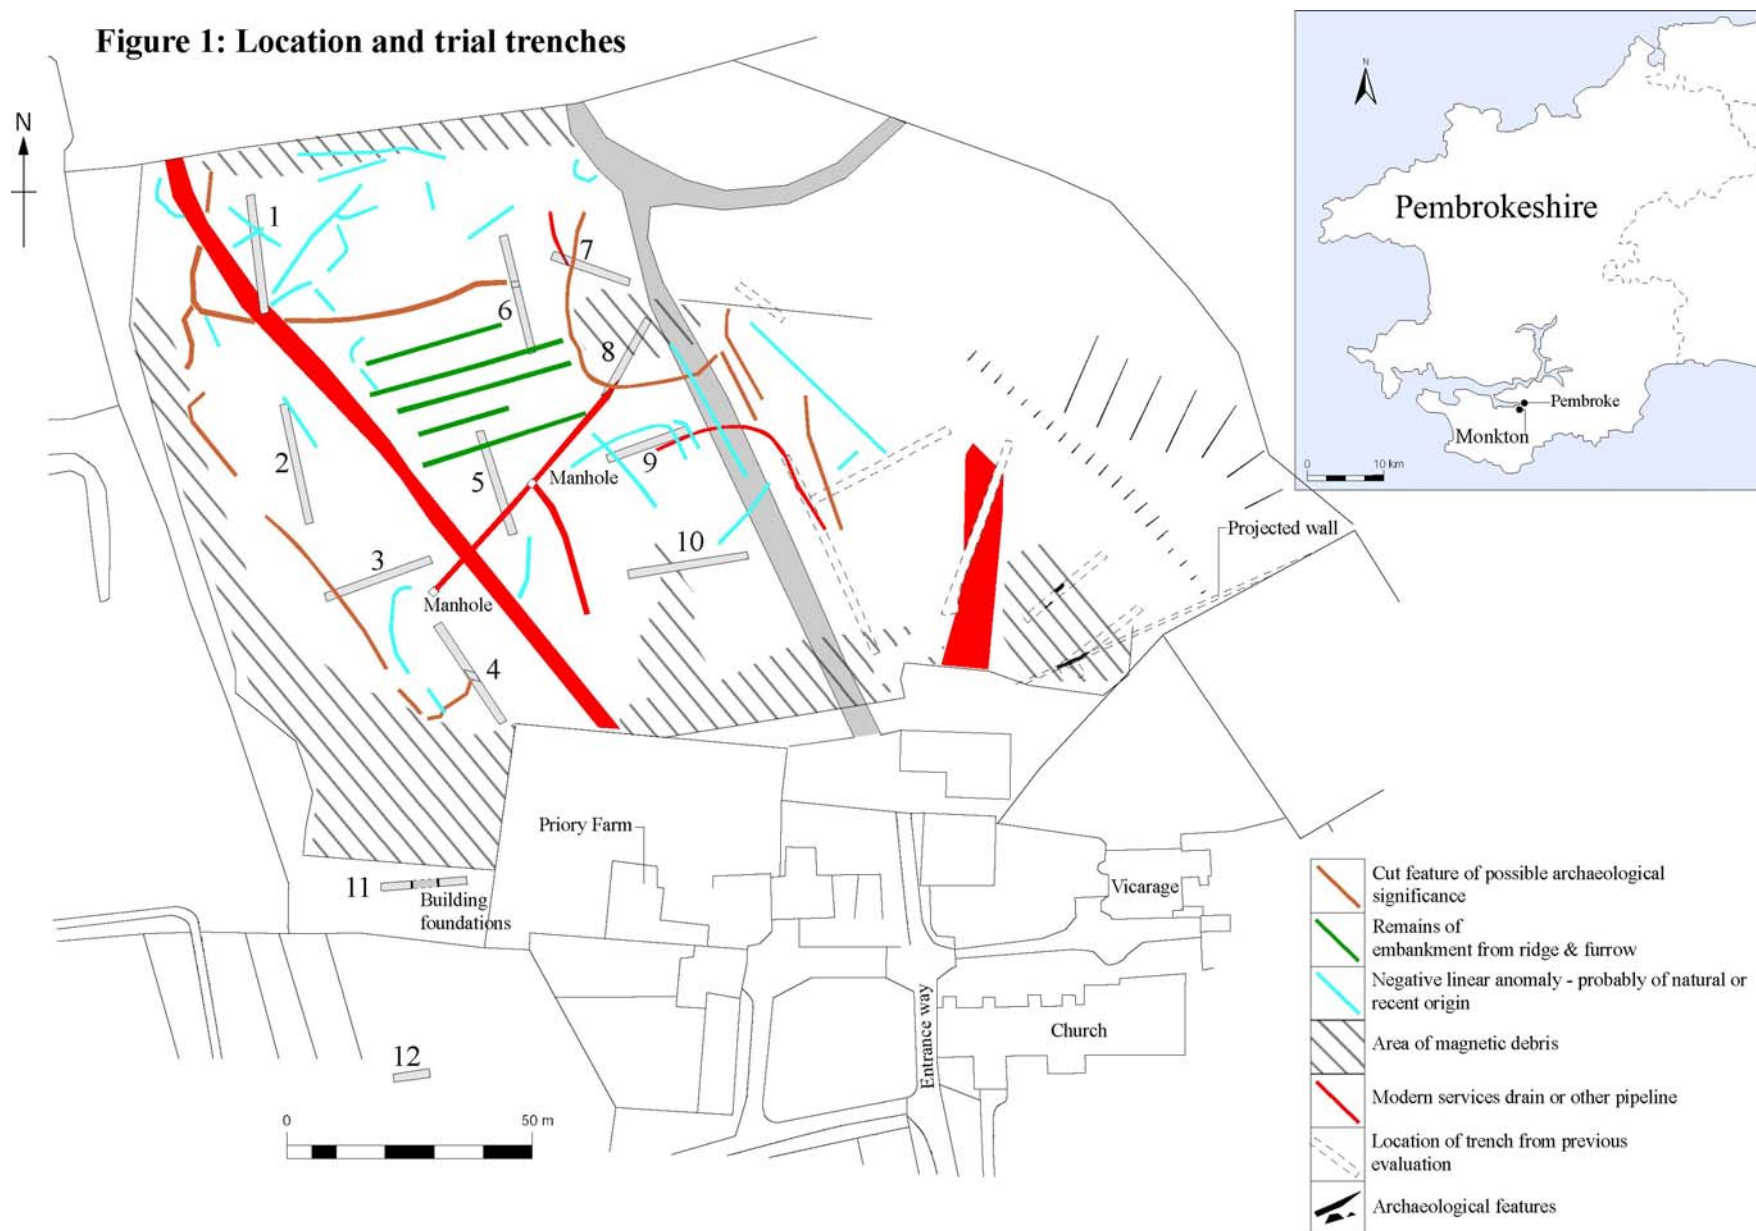 Figure 1: Location and trial trenches
N
N
Pembrokeshire
Pembroke
Monkton
0
10 km
1
7
6
8
2
5
Manhole
9
3
10
Manhole
4
Projected wall
Priory Farm
11
Building
foundations
Vicarage
Entrance way
Church
12
0
50 m
Cut feature of possible archaeological
significance
Remains of
embankment from ridge & furrow
Negative linear anomaly - probably of natural or
recent origin
Area of magnetic debris
Modern services drain or other pipeline
Location of trench from previous
evaluation
Archaeological features